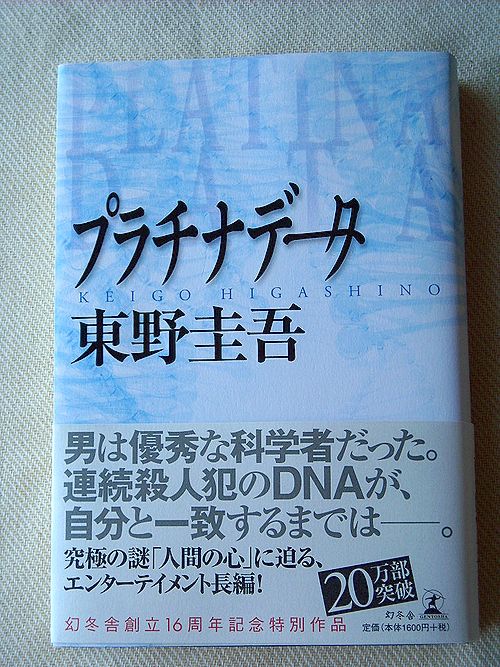 PLATINA
DATA
プラチナデータ
KEIGO HIGASHINO
東野圭吾
男は優秀な科学者だった。
連続殺人犯のDNAが、
自分と一致するまでは──。
究極の謎「人間の心」に迫る、
エンターテイメント長編!
20万部突破
幻冬舎創立16周年記念特別作品
幻冬舎
GENTOSHA
定価(本体1600円+税)